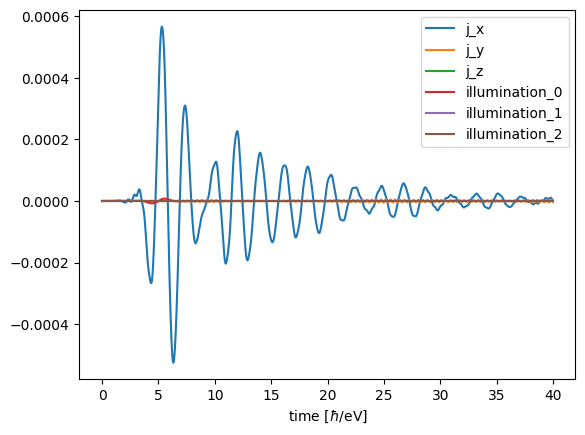 0.0006
0.0004
0.0002
0.0000
−0.0002
−0.0004
j_x
j_y
j_z
illumination_0
illumination_1
illumination_2
0 5 10 15 20 25 30 35 40
time [ℏ/eV]